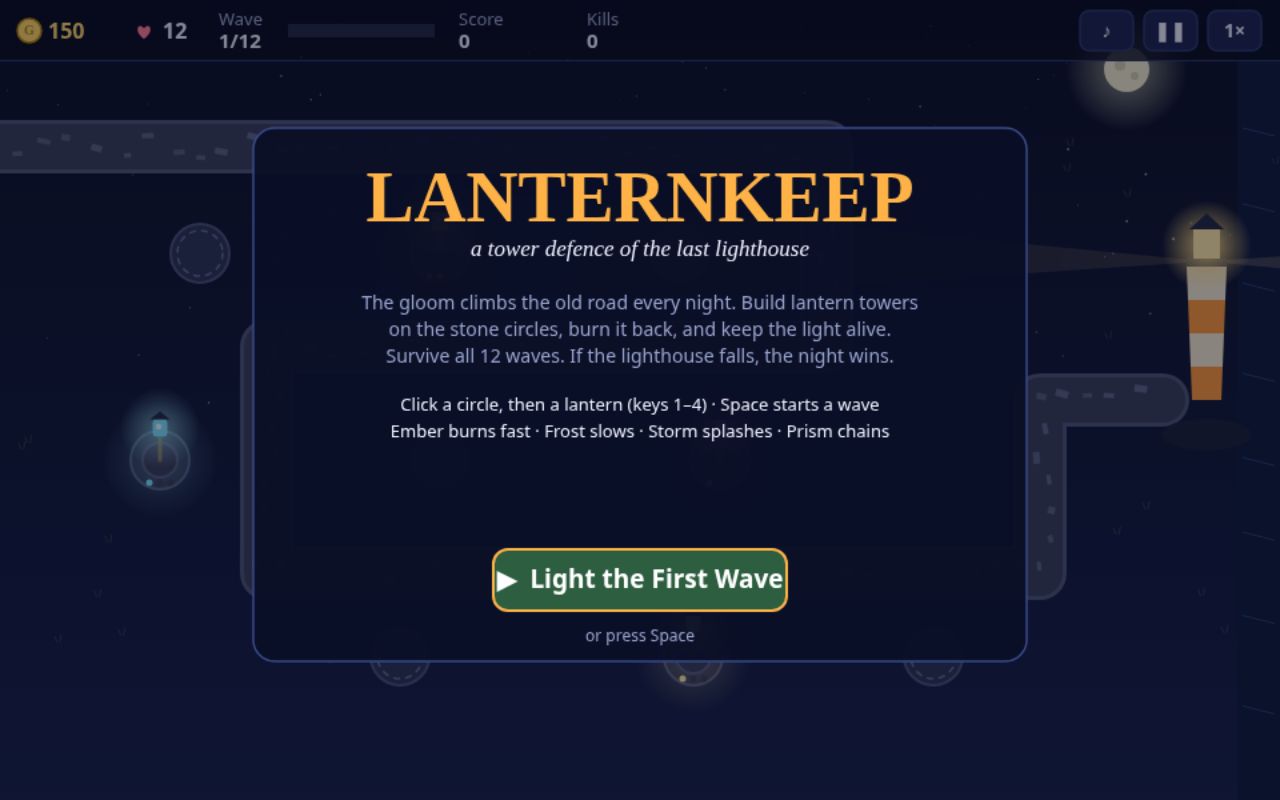 G 150
12
Wave
1/12
Score
0
Kills
0
1×
LANTERNKEEP
a tower defence of the last lighthouse
The gloom climbs the old road every night. Build lantern towers
on the stone circles, burn it back, and keep the light alive.
Survive all 12 waves. If the lighthouse falls, the night wins.
Click a circle, then a lantern (keys 1–4) · Space starts a wave
Ember burns fast · Frost slows · Storm splashes · Prism chains
▶ Light the First Wave
or press Space